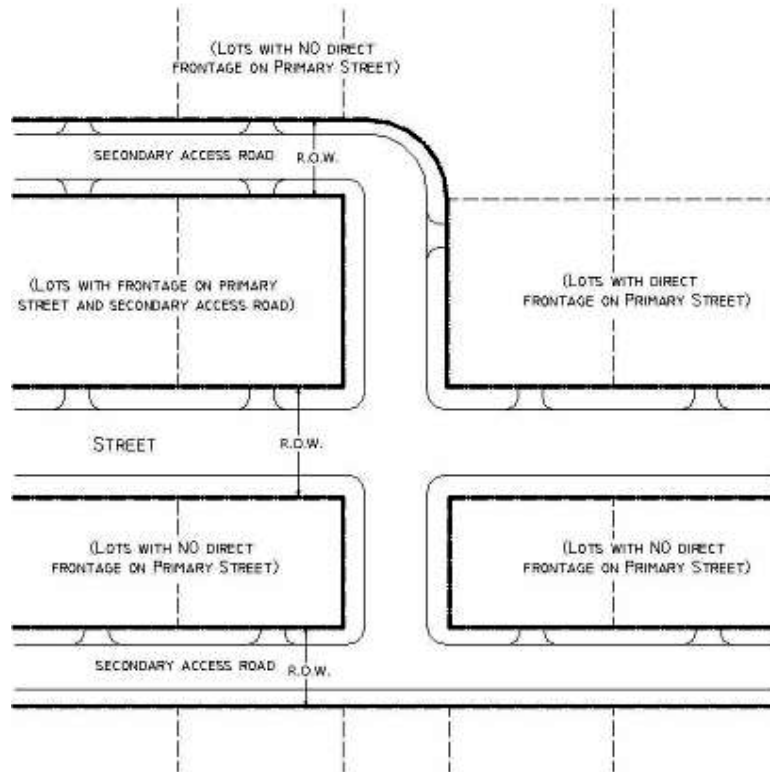 (LOTS WITH NO DIRECT
FRONTAGE ON PRIMARY STREET)
SECONDARY ACCESS ROAD
R.O.W.
(LOTS WITH FRONTAGE ON PRIMARY
STREET AND SECONDARY ACCESS ROAD)
(LOTS WITH DIRECT
FRONTAGE ON PRIMARY STREET)
STREET
R.O.W.
(LOTS WITH NO DIRECT
FRONTAGE ON PRIMARY STREET)
(LOTS WITH NO DIRECT
FRONTAGE ON PRIMARY STREET)
SECONDARY ACCESS ROAD
R.O.W.